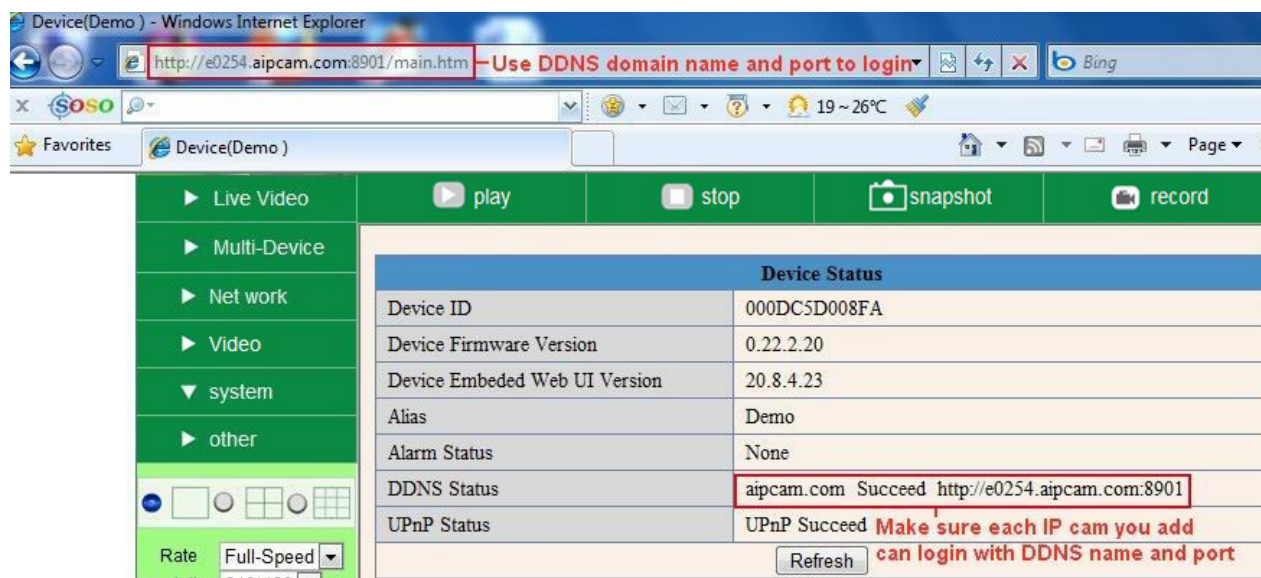 Device(Demo ) - Windows Internet Explorer
http://e0254.aipcam.com:8901/main.htm Use DDNS domain name and port to login Bing
x SOSO 19 ~ 26℃
Favorites Device(Demo ) Page
Live Video play stop snapshot record
Multi-Device
Device Status
Net work
Device ID 000DC5D008FA
Video
Device Firmware Version 0.22.2.20
Device Embeded Web UI Version 20.8.4.23
system
Alias Demo
other
Alarm Status None
DDNS Status aipcam.com Succeed http://e0254.aipcam.com:8901
UPnP Status UPnP Succeed Make sure each IP cam you add
can login with DDNS name and port
Rate Full-Speed Refresh